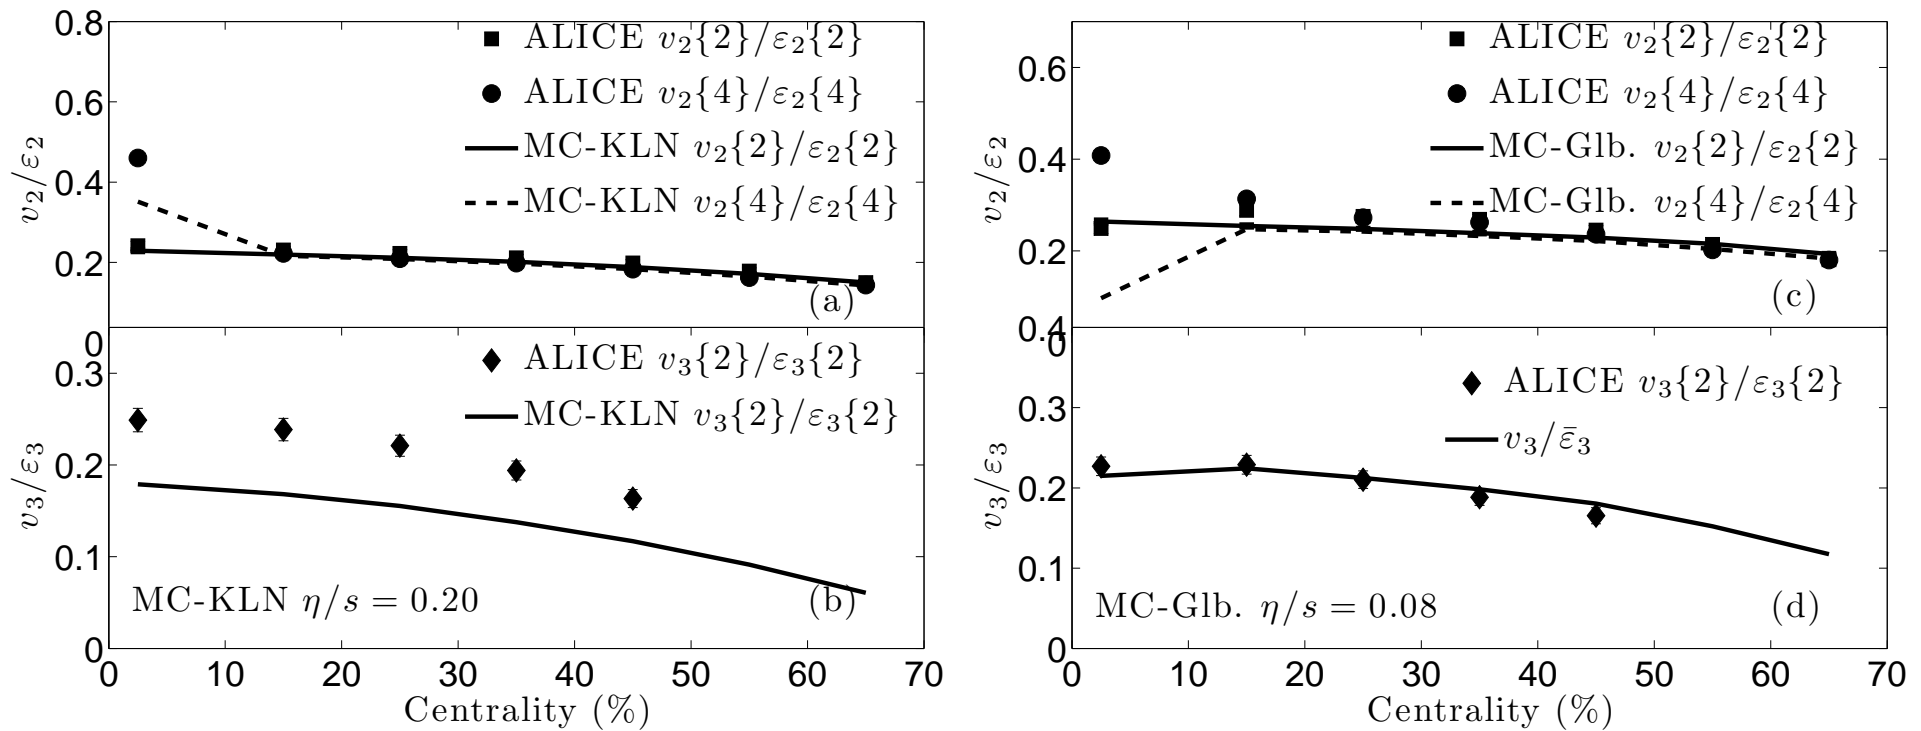 0.8
0.6
0.4
0.2
0
v₂/ε₂
ALICE v₂{2}/ε₂{2}
ALICE v₂{4}/ε₂{4}
MC-KLN v₂{2}/ε₂{2}
MC-KLN v₂{4}/ε₂{4}
(a)
0.3
0.2
0.1
0
v₃/ε₃
ALICE v₃{2}/ε₃{2}
MC-KLN v₃{2}/ε₃{2}
MC-KLN η/s = 0.20
(b)
0 10 20 30 40 50 60 70
Centrality (%)
0.6
0.4
0.2
0
v₂/ε₂
ALICE v₂{2}/ε₂{2}
ALICE v₂{4}/ε₂{4}
MC-Glb. v₂{2}/ε₂{2}
MC-Glb. v₂{4}/ε₂{4}
(c)
0.4
0.3
0.2
0.1
0
v₃/ε₃
ALICE v₃{2}/ε₃{2}
v₃/ε̄₃
MC-Glb. η/s = 0.08
(d)
0 10 20 30 40 50 60 70
Centrality (%)